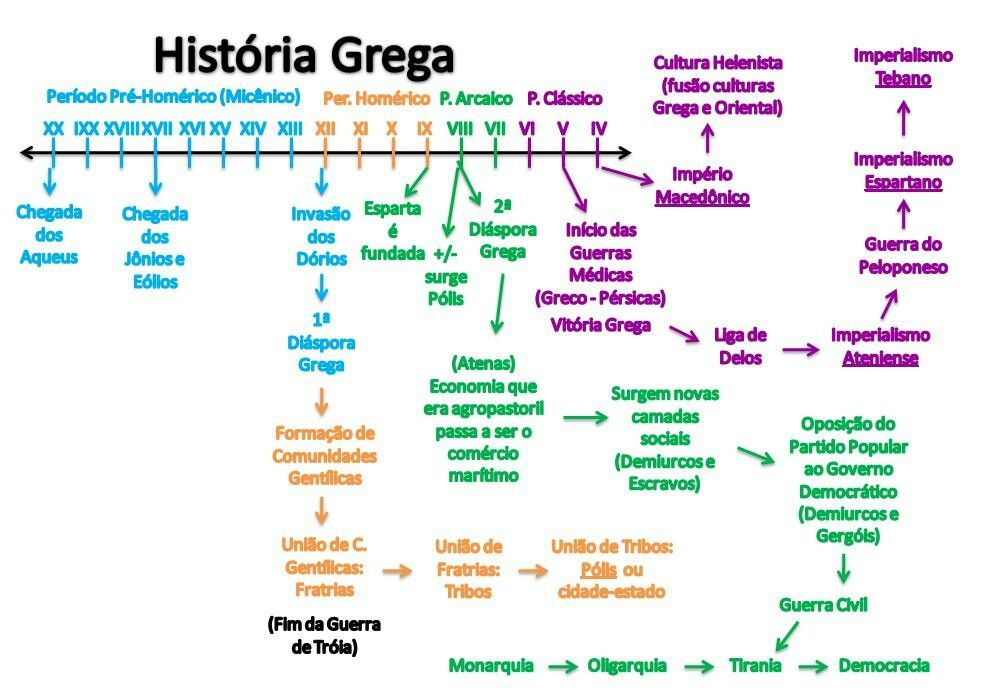 História Grega
Período Pré-Homérico (Micênico)
Per. Homérico
P. Arcaico
P. Clássico
XX IXX XVIII XVII XVI XV XIV XIII XII XI X IX VIII VII VI V IV
Chegada
dos
Aqueus
Chegada
dos
Jônios e
Eólios
Invasão
dos
Dórios
1ª
Diáspora
Grega
Formação de
Comunidades
Gentílicas
União de C.
Gentílicas:
Fratrias
(Fim da Guerra
de Tróia)
União de
Fratrias:
Tribos
União de Tribos:
Pólis ou
cidade-estado
Esparta
é
fundada
+/-
surge
Pólis
2ª
Diáspora
Grega
(Atenas)
Economia que
era agropastoril
passa a ser o
comércio
marítimo
Surgem novas
camadas
sociais
(Demiurcos e
Escravos)
Oposição do
Partido Popular
ao Governo
Democrático
(Demiurcos e
Gergóis)
Guerra Civil
Monarquia
Oligarquia
Tirania
Democracia
Início das
Guerras
Médicas
(Greco - Pérsicas)
Vitória Grega
Liga de
Delos
Imperialismo
Ateniense
Guerra do
Peloponeso
Imperialismo
Espartano
Imperialismo
Tebano
Império
Macedônico
Cultura Helenista
(fusão culturas
Grega e Oriental)